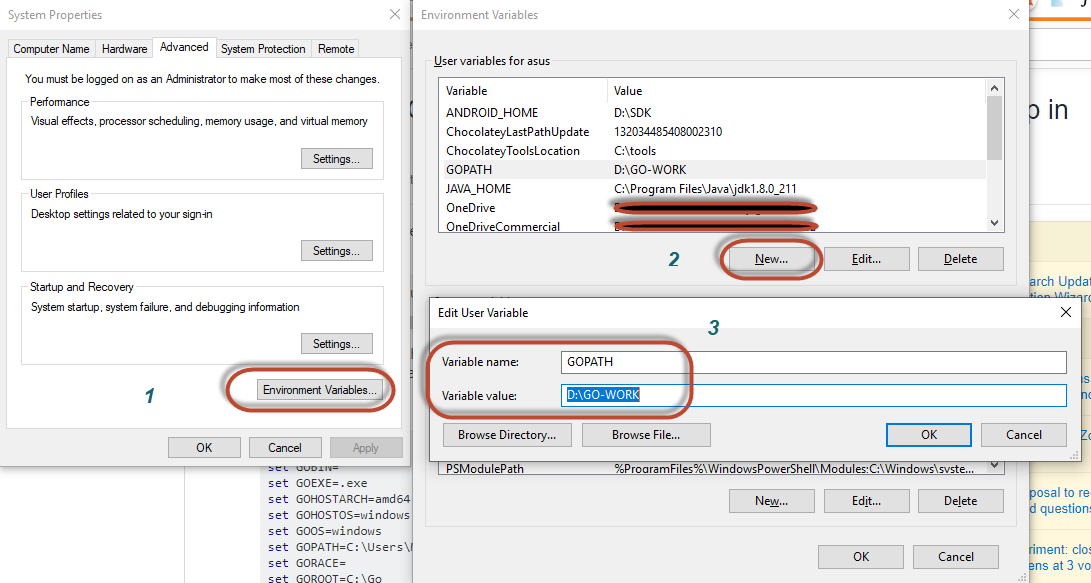 System Properties
Computer Name Hardware Advanced System Protection Remote
You must be logged on as an Administrator to make most of these changes.
Performance
Visual effects, processor scheduling, memory usage, and virtual memory
Settings...
User Profiles
Desktop settings related to your sign-in
Settings...
Startup and Recovery
System startup, system failure, and debugging information
Settings...
1
Environment Variables...
OK Cancel Apply
set GOBIN=
set GOEXE=.exe
set GOHOSTARCH=amd64
set GOHOSTOS=windows
set GOOS=windows
set GOPATH=C:\Users\
set GORACE=
set GOROOT=C:\Go
Environment Variables
User variables for asus
Variable Value
ANDROID_HOME D:\SDK
ChocolateyLastPathUpdate 132034485408002310
ChocolateyToolsLocation C:\tools
GOPATH D:\GO-WORK
JAVA_HOME C:\Program Files\Java\jdk1.8.0_211
OneDrive
OneDriveCommercial
2
New... Edit... Delete
Edit User Variable
3
Variable name: GOPATH
Variable value: D:\GO-WORK
Browse Directory... Browse File... OK Cancel
PSModulePath %ProgramFiles%\WindowsPowerShell\Modules;C:\Windows\syste...
New... Edit... Delete
OK Cancel
p in
arch Updat
tion Wizard
posal to re
d questions
riment: clos
ens at 3 vo